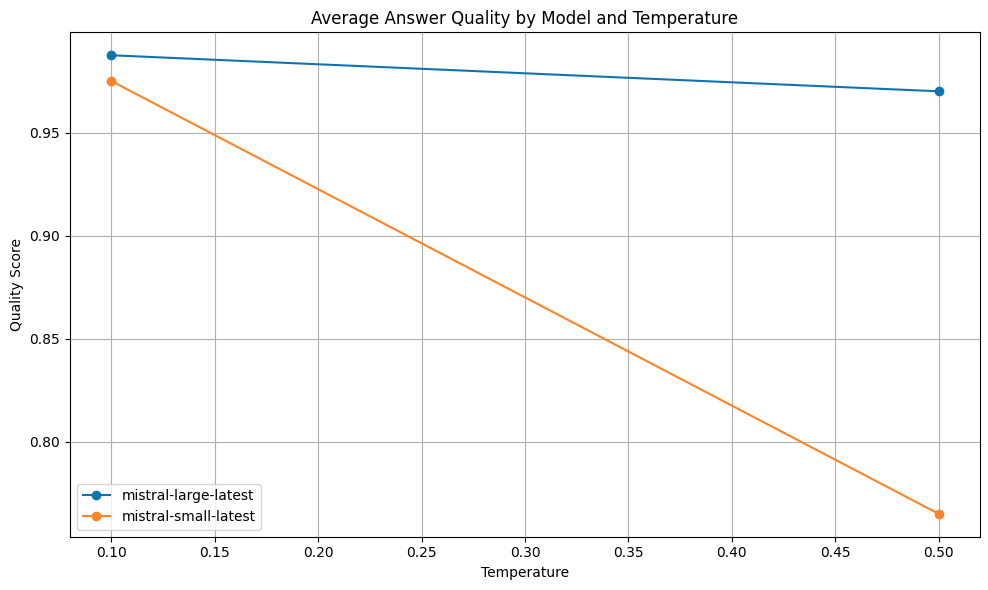 Average Answer Quality by Model and Temperature
Quality Score
0.95
0.90
0.85
0.80
mistral-large-latest
mistral-small-latest
0.10 0.15 0.20 0.25 0.30 0.35 0.40 0.45 0.50
Temperature